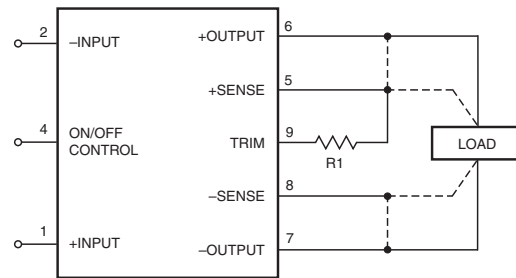 2 –INPUT +OUTPUT 6
+SENSE 5
4 ON/OFF
CONTROL
TRIM 9
R1
LOAD
–SENSE 8
1 +INPUT
–OUTPUT 7